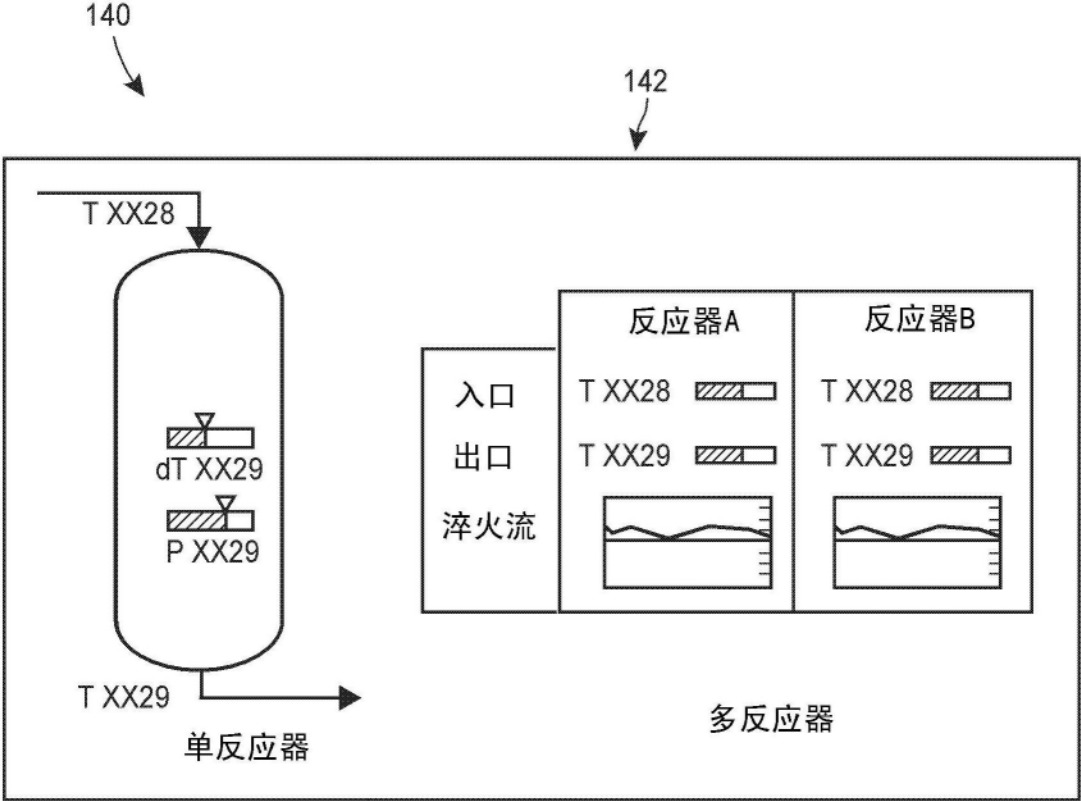 140
142
T XX28
dT XX29
P XX29
T XX29
单反应器
反应器A 反应器B
入口 T XX28 T XX28
出口 T XX29 T XX29
淬火流
多反应器